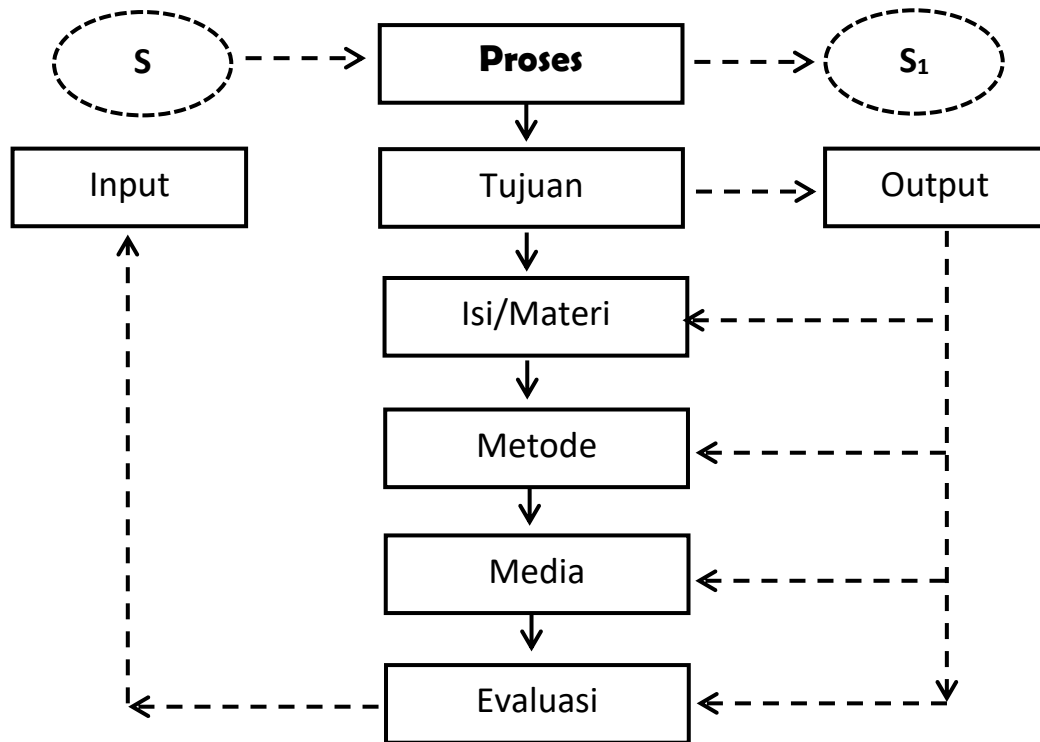 S
Proses
S₁
Input
Tujuan
Output
Isi/Materi
Metode
Media
Evaluasi